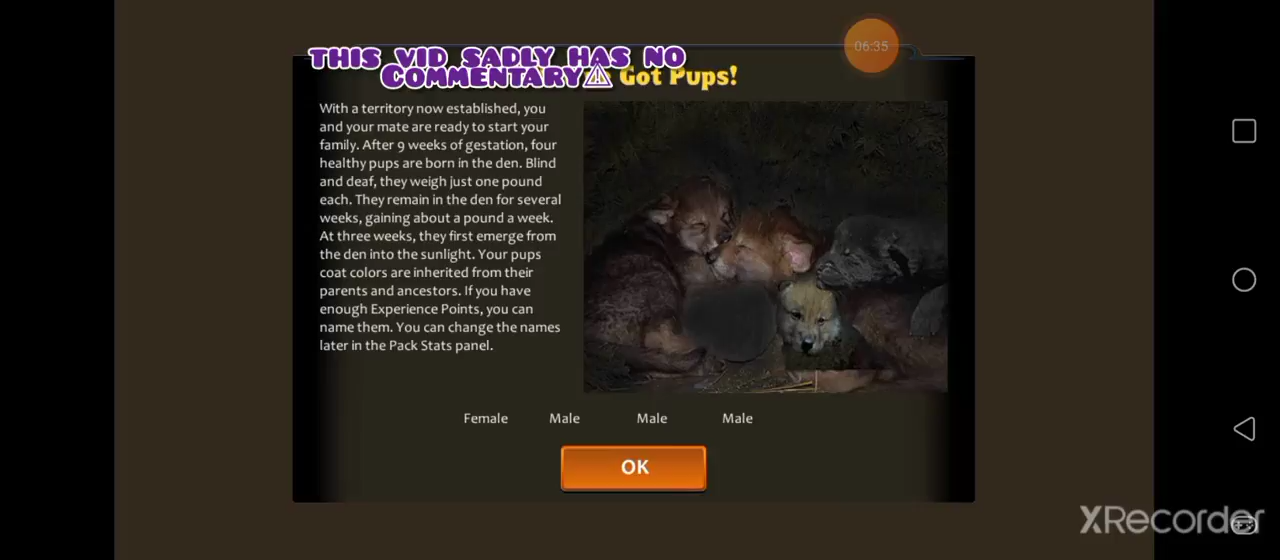 06:35
THIS VID SADLY HAS NO
COMMENTARY⚠
Got Pups!
With a territory now established, you
and your mate are ready to start your
family. After 9 weeks of gestation, four
healthy pups are born in the den. Blind
and deaf, they weigh just one pound
each. They remain in the den for several
weeks, gaining about a pound a week.
At three weeks, they first emerge from
the den into the sunlight. Your pups
coat colors are inherited from their
parents and ancestors. If you have
enough Experience Points, you can
name them. You can change the names
later in the Pack Stats panel.
Female Male Male Male
OK
XRecorder